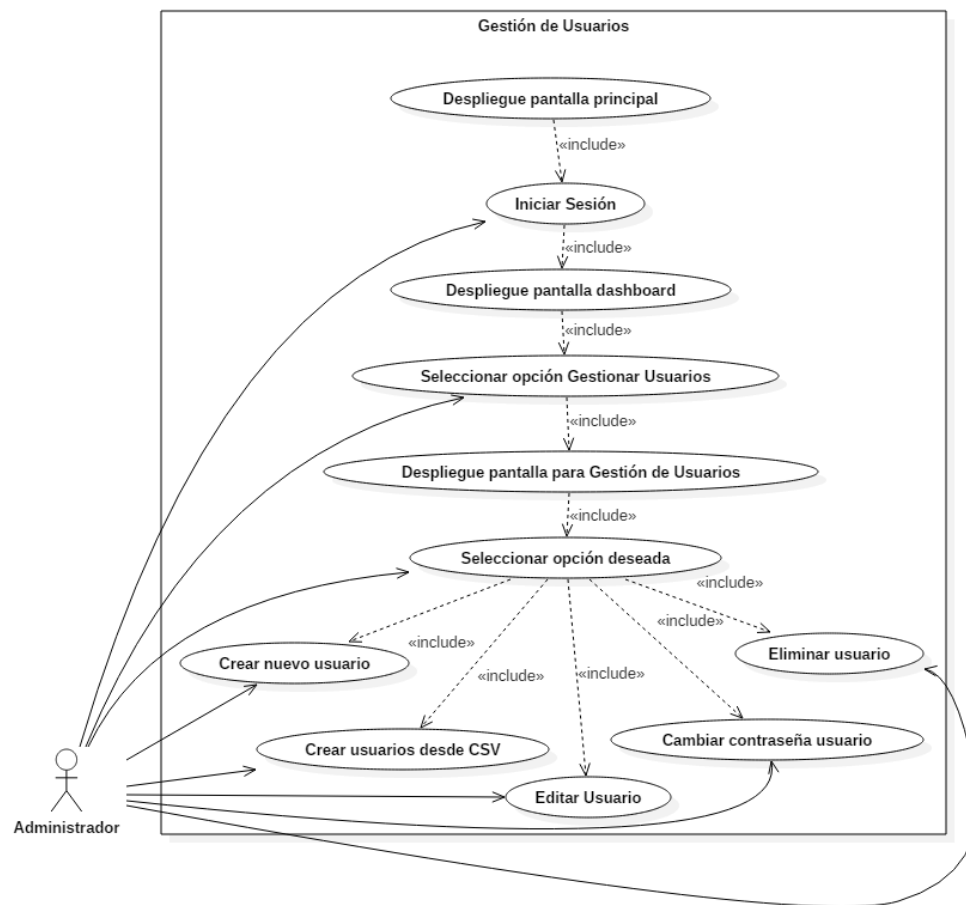 Gestión de Usuarios
Despliegue pantalla principal
«include»
Iniciar Sesión
«include»
Despliegue pantalla dashboard
«include»
Seleccionar opción Gestionar Usuarios
«include»
Despliegue pantalla para Gestión de Usuarios
«include»
Seleccionar opción deseada
«include»
«include»
«include»
«include»
«include»
Eliminar usuario
Crear nuevo usuario
Cambiar contraseña usuario
Crear usuarios desde CSV
Editar Usuario
Administrador